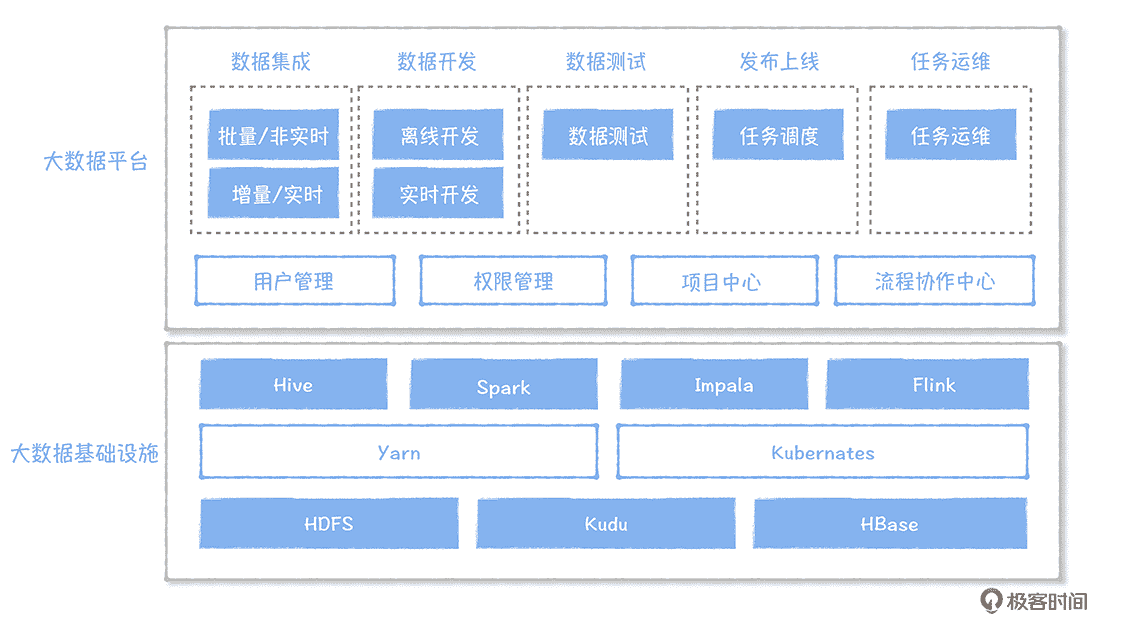 数据集成 数据开发 数据测试 发布上线 任务运维
批量/非实时 离线开发 数据测试 任务调度 任务运维
大数据平台
增量/实时 实时开发
用户管理 权限管理 项目中心 流程协作中心
Hive Spark Impala Flink
大数据基础设施 Yarn Kubernates
HDFS Kudu HBase
极客时间